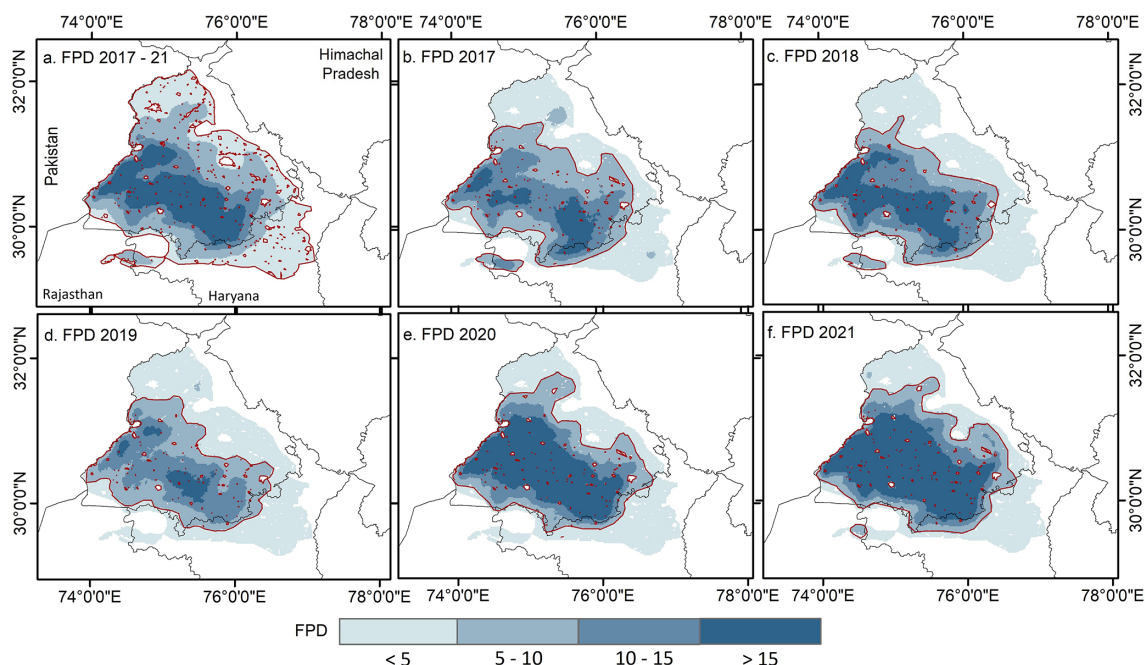 74°0'0"E 76°0'0"E 78°0'0"E 74°0'0"E 76°0'0"E 78°0'0"E 74°0'0"E 76°0'0"E 78°0'0"E
a. FPD 2017 - 21
Himachal
Pradesh
b. FPD 2017
c. FPD 2018
32°0'0"N
32°0'0"N
Pakistan
30°0'0"N
30°0'0"N
Rajasthan
Haryana
d. FPD 2019
e. FPD 2020
f. FPD 2021
32°0'0"N
32°0'0"N
30°0'0"N
30°0'0"N
74°0'0"E 76°0'0"E 78°0'0"E 74°0'0"E 76°0'0"E 78°0'0"E 74°0'0"E 76°0'0"E 78°0'0"E
FPD
< 5 5 - 10 10 - 15 > 15